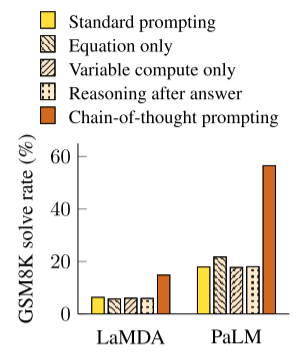 Standard prompting
Equation only
Variable compute only
Reasoning after answer
Chain-of-thought prompting
GSM8K solve rate (%)
60
40
20
0
LaMDA
PaLM